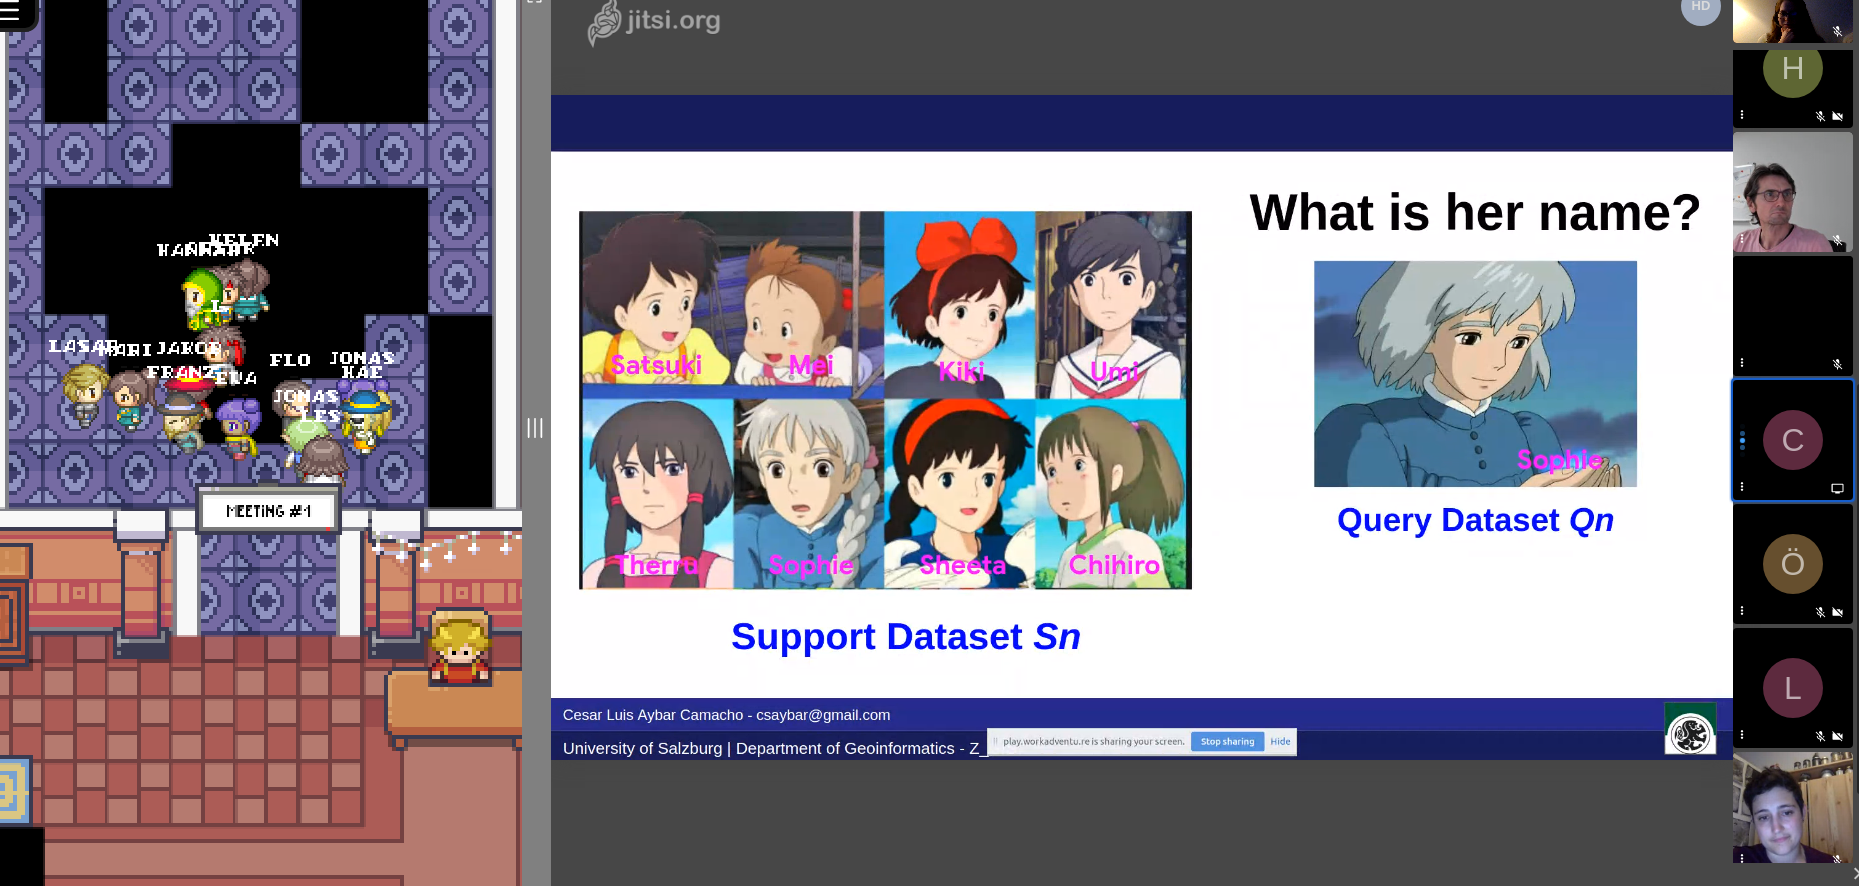 HELEN
HANNAH
L
LASAR
MARI
JAKOB
FRANZ
EDA
FLO
JONAS
KAE
JONAS
LES
MEETING #1
jitsi.org
HD
What is her name?
Satsuki
Mei
Kiki
Umi
Therru
Sophie
Sheeta
Chihiro
Sophie
Query Dataset Qn
Support Dataset Sn
Cesar Luis Aybar Camacho - csaybar@gmail.com
University of Salzburg | Department of Geoinformatics - Z_
play.workadventu.re is sharing your screen.
Stop sharing
Hide
H
C
Ö
L